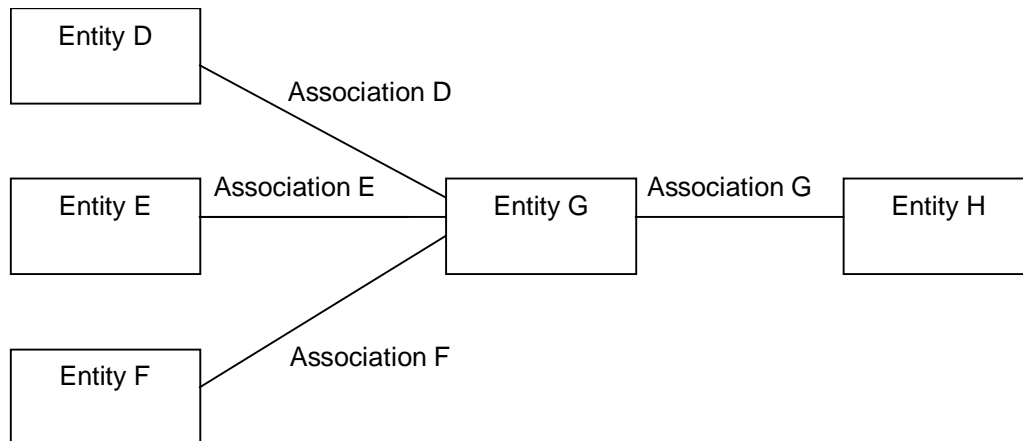 Entity D
Association D
Association E
Association G
Entity E
Entity G
Entity H
Association F
Entity F